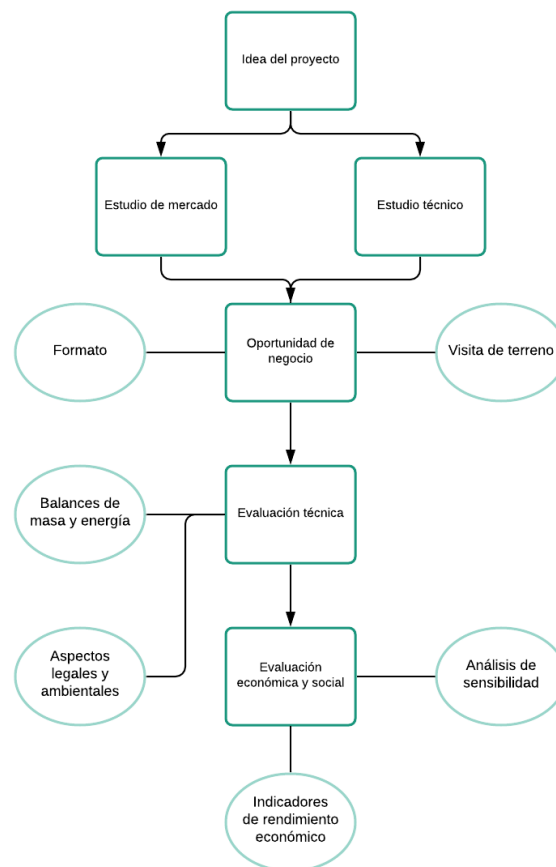 Idea del proyecto
Estudio de mercado
Estudio técnico
Formato
Oportunidad de
negocio
Visita de terreno
Balances de
masa y energía
Evaluación técnica
Aspectos
legales y
ambientales
Evaluación
económica y social
Análisis de
sensibilidad
Indicadores
de rendimiento
económico